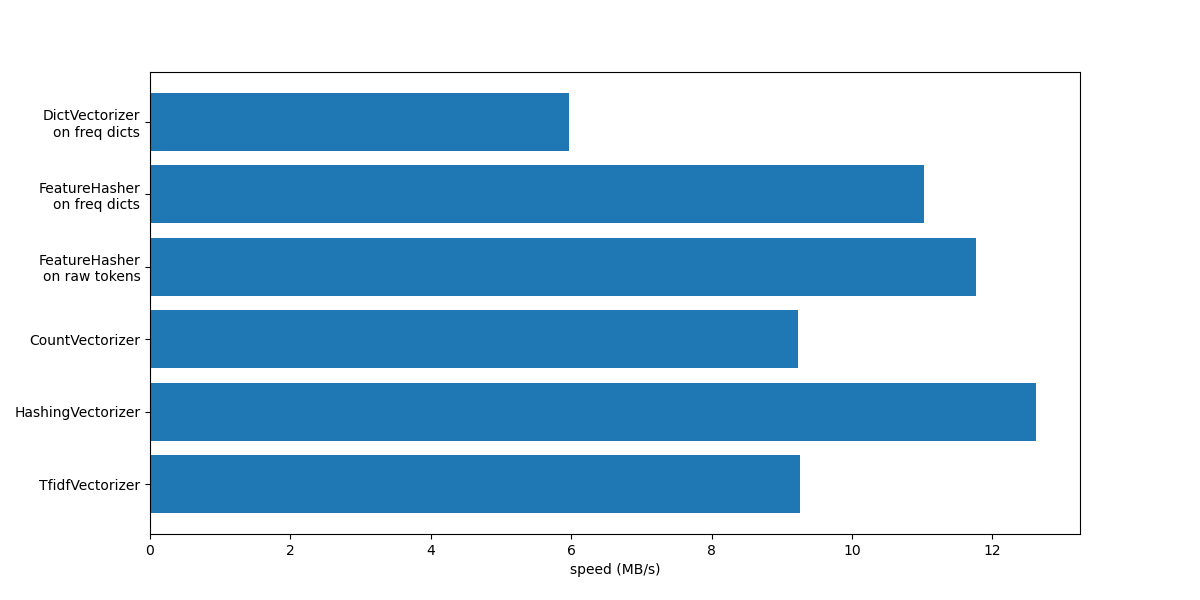 DictVectorizer
on freq dicts
FeatureHasher
on freq dicts
FeatureHasher
on raw tokens
CountVectorizer
HashingVectorizer
TfidfVectorizer
0 2 4 6 8 10 12
speed (MB/s)